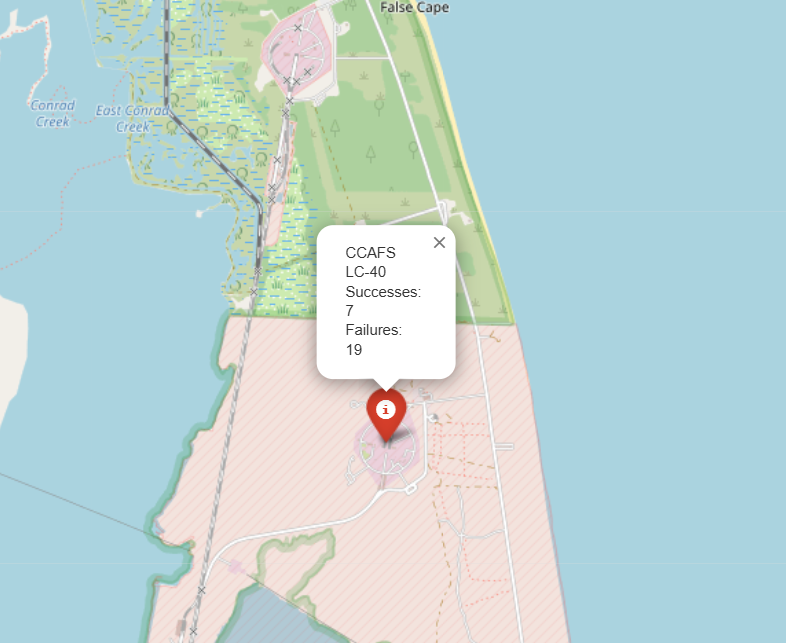 False Cape
Conrad
Creek
East Conrad
Creek
CCAFS
LC-40
Successes:
7
Failures:
19